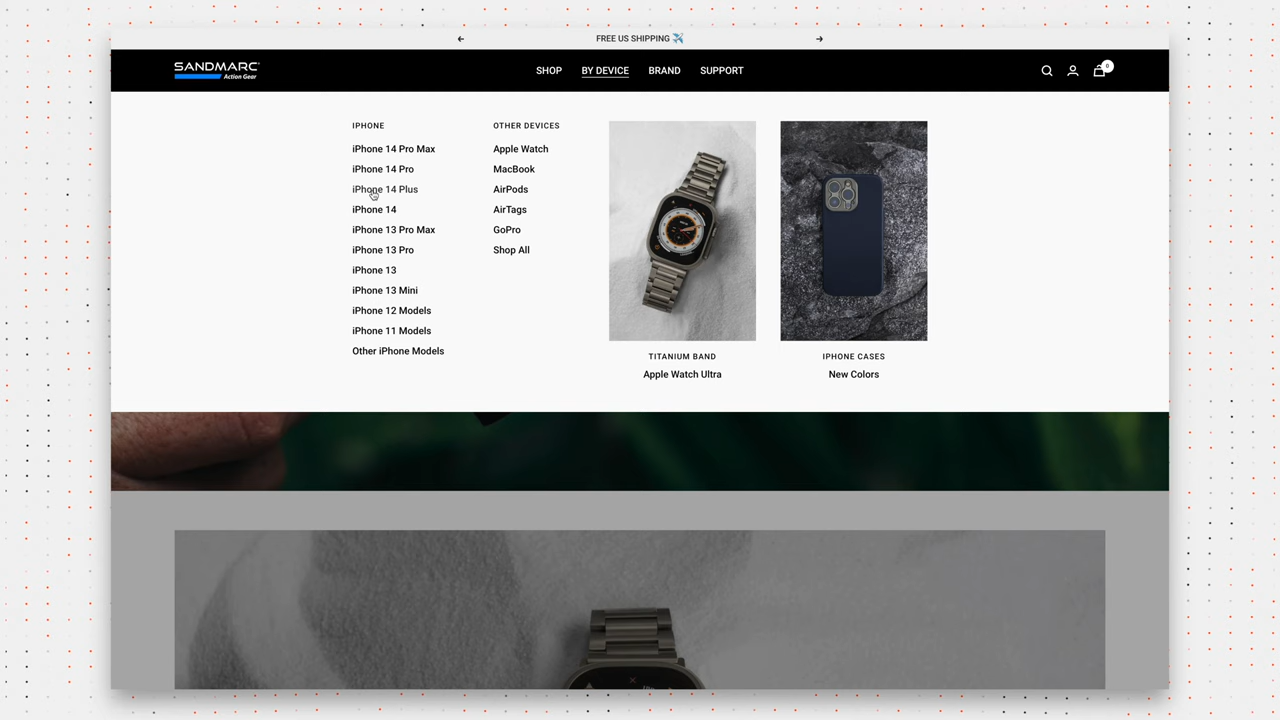 FREE US SHIPPING ✈️
SANDMARC
Action Gear
SHOP BY DEVICE BRAND SUPPORT
0
IPHONE
iPhone 14 Pro Max
iPhone 14 Pro
iPhone 14 Plus
iPhone 14
iPhone 13 Pro Max
iPhone 13 Pro
iPhone 13
iPhone 13 Mini
iPhone 12 Models
iPhone 11 Models
Other iPhone Models
OTHER DEVICES
Apple Watch
MacBook
AirPods
AirTags
GoPro
Shop All
TITANIUM BAND
Apple Watch Ultra
IPHONE CASES
New Colors